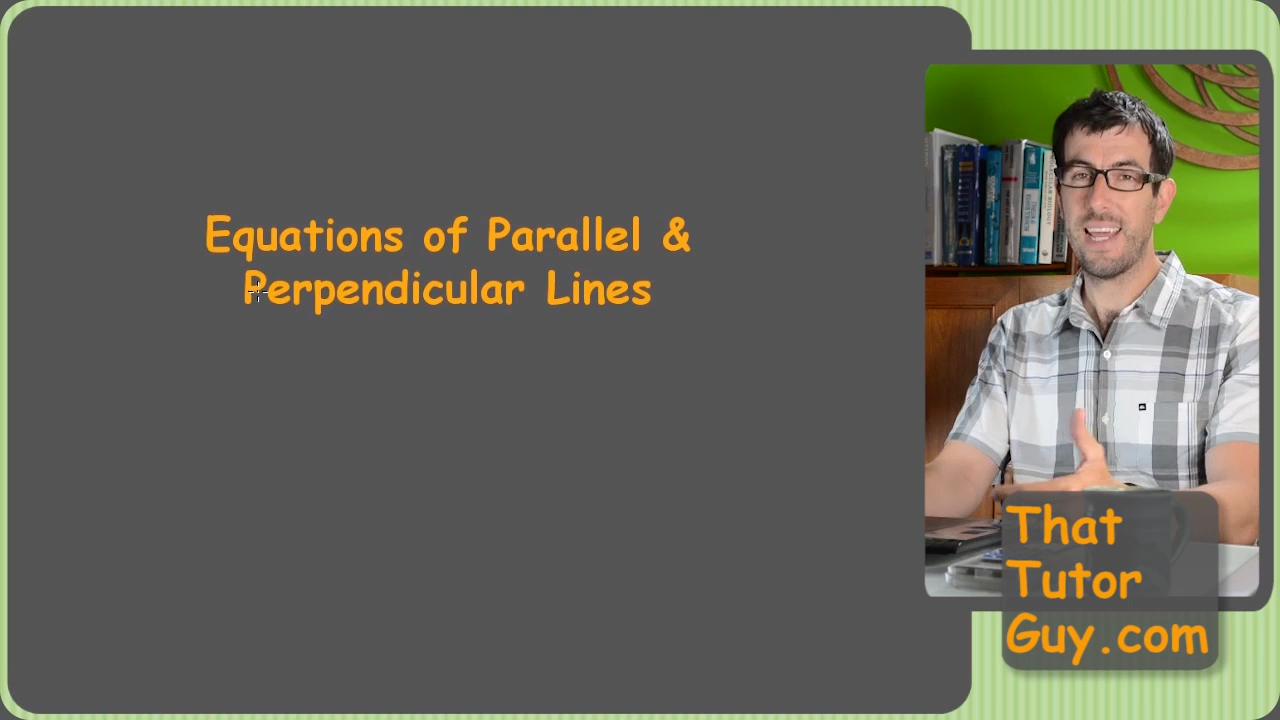 Equations of Parallel &
Perpendicular Lines
That
Tutor
Guy.com